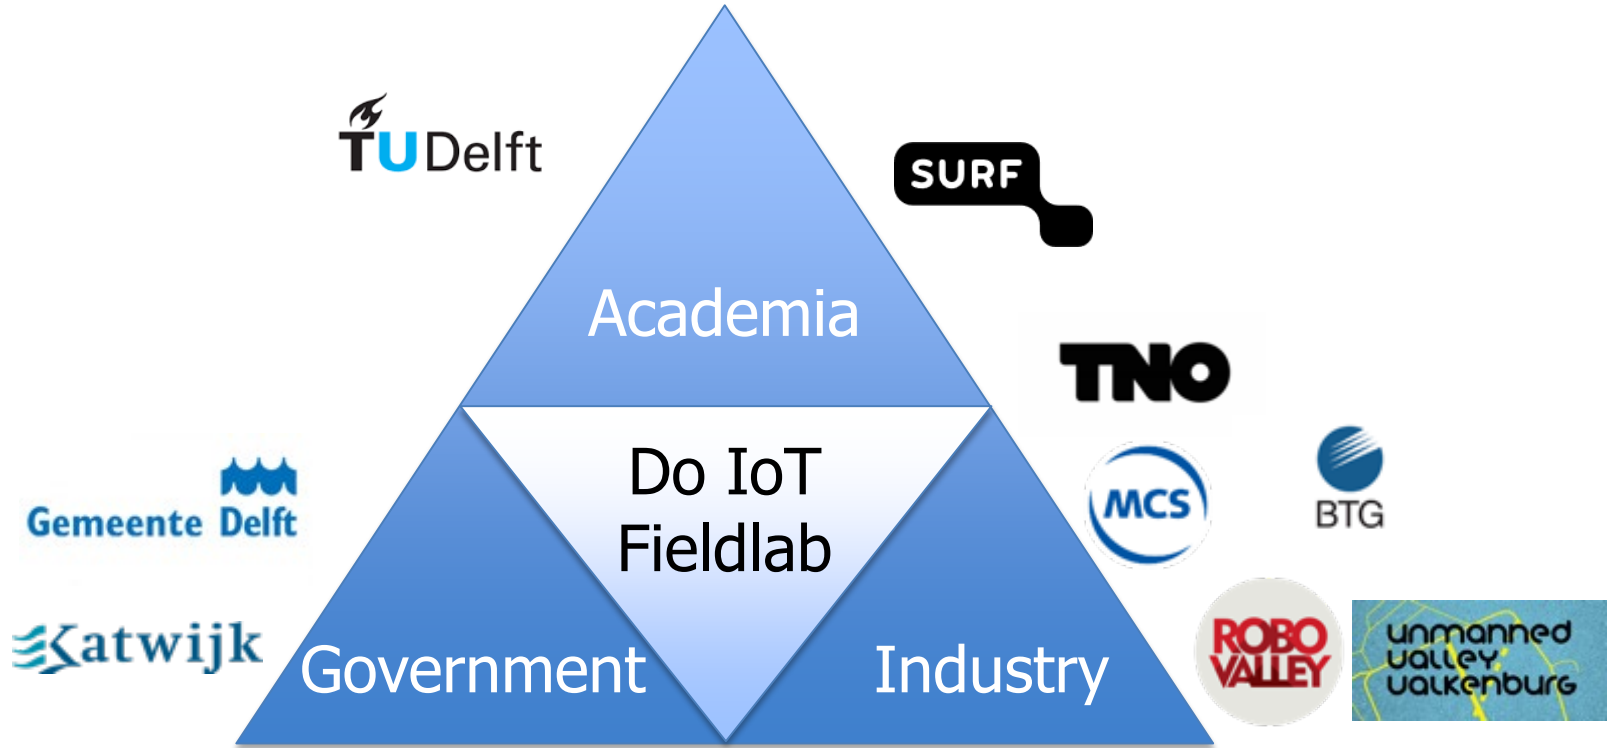 TU Delft
SURF
Academia
TNO
Do IoT
Fieldlab
MCS
BTG
Gemeente Delft
Katwijk
Government
Industry
ROBO
VALLEY
unmanned
valley
valkenburg